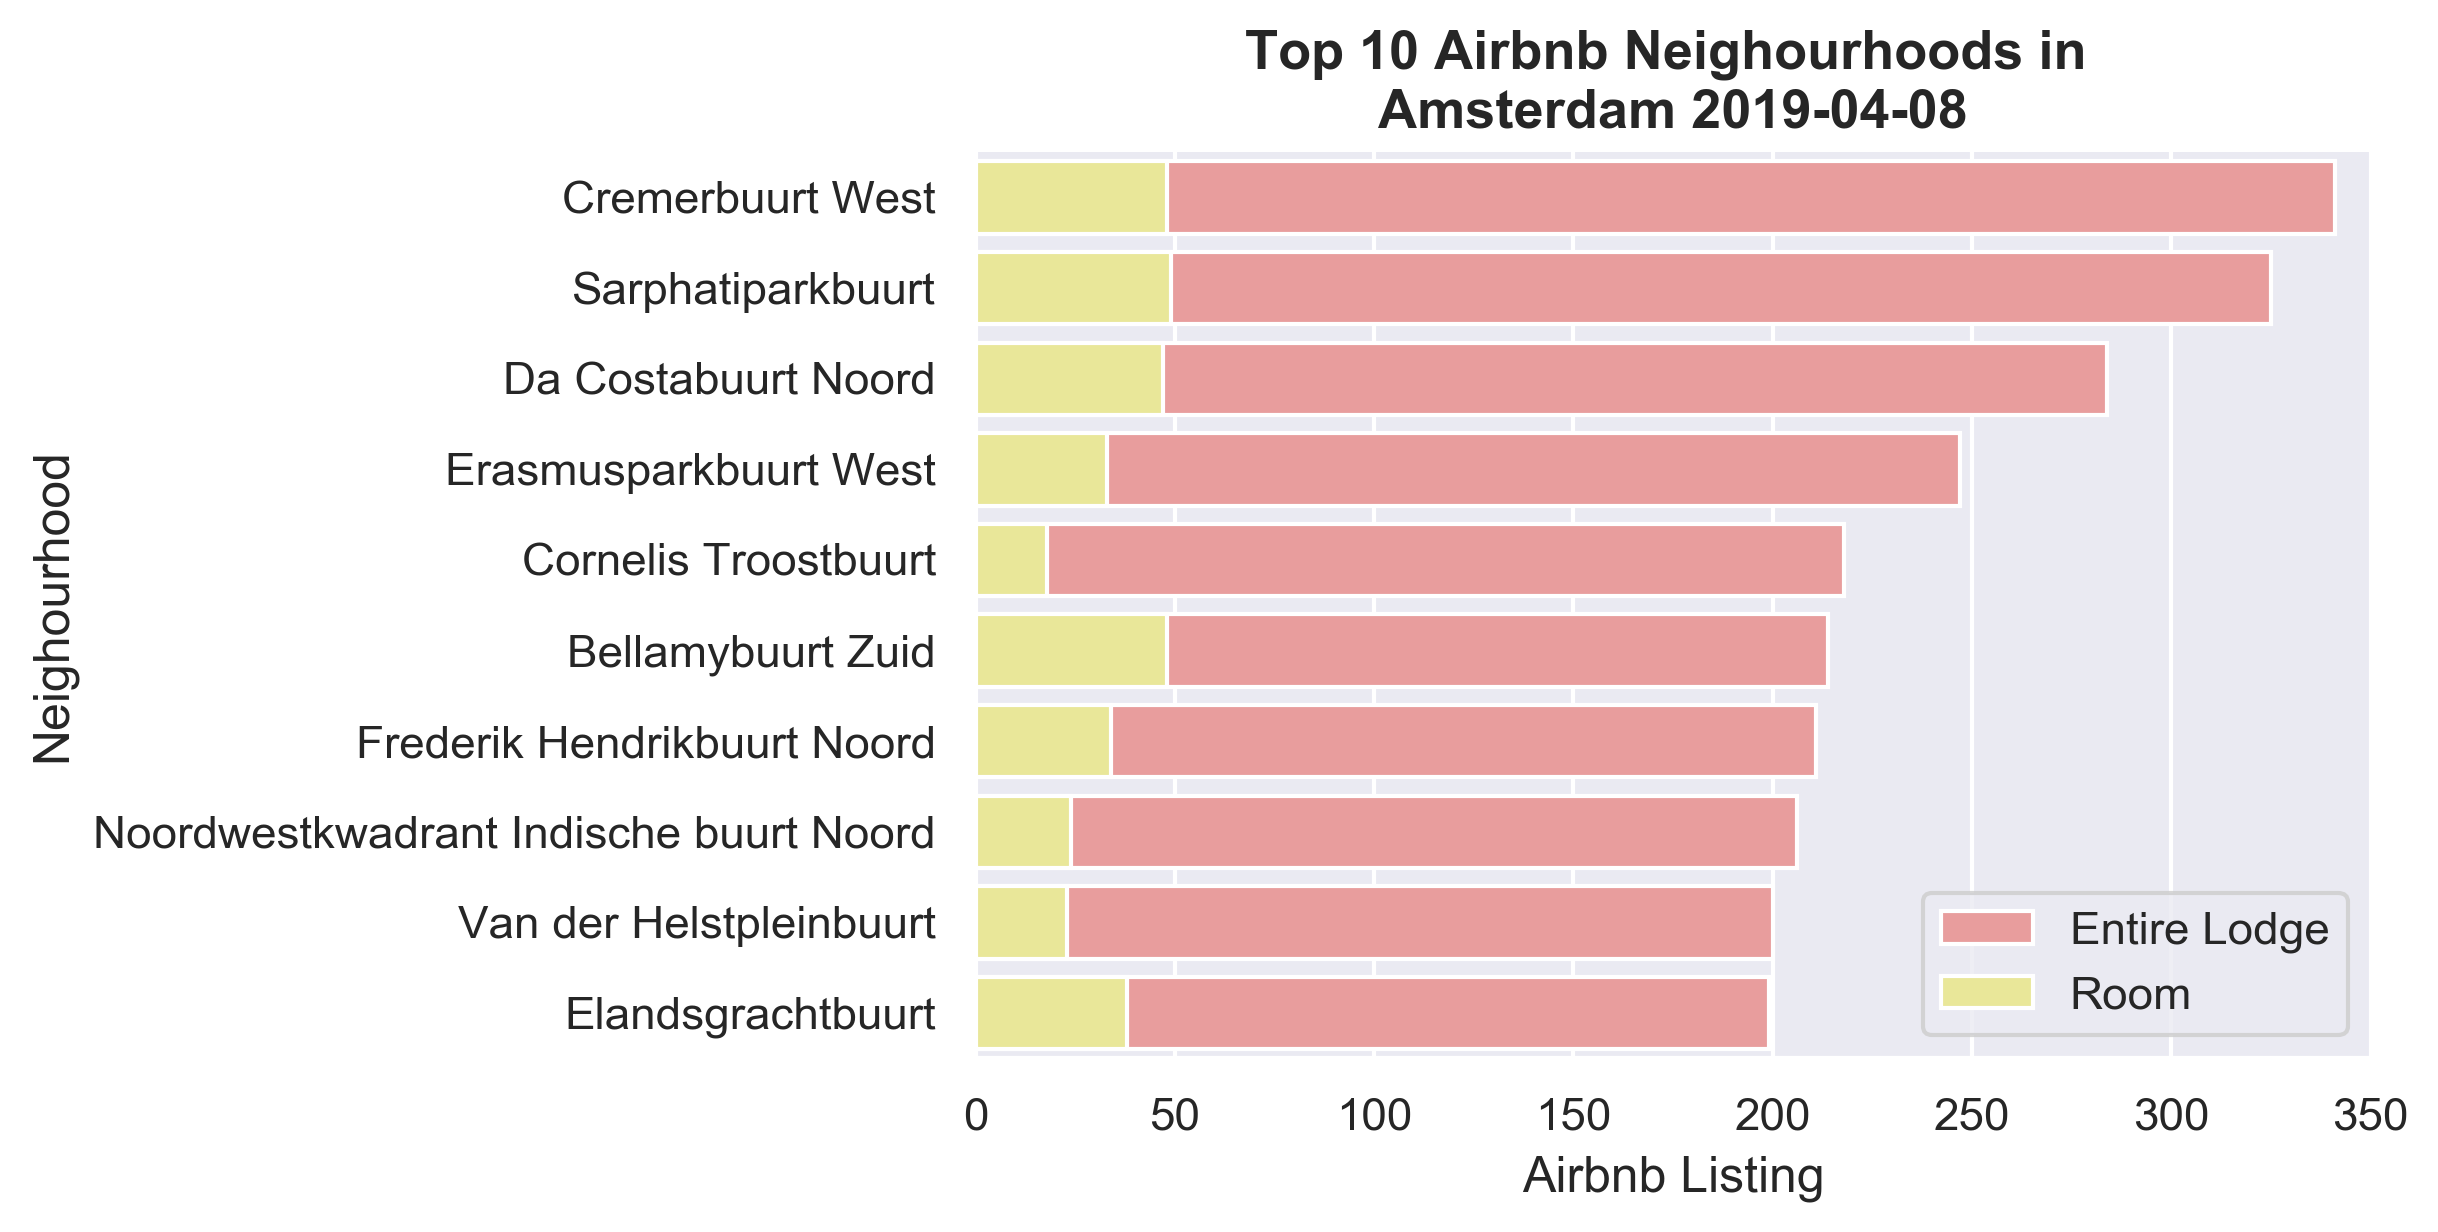 Top 10 Airbnb Neighourhoods in
Amsterdam 2019-04-08
Neighourhood
Cremerbuurt West
Sarphatiparkbuurt
Da Costabuurt Noord
Erasmusparkbuurt West
Cornelis Troostbuurt
Bellamybuurt Zuid
Frederik Hendrikbuurt Noord
Noordwestkwadrant Indische buurt Noord
Van der Helstpleinbuurt
Elandsgrachtbuurt
Entire Lodge
Room
0 50 100 150 200 250 300 350
Airbnb Listing